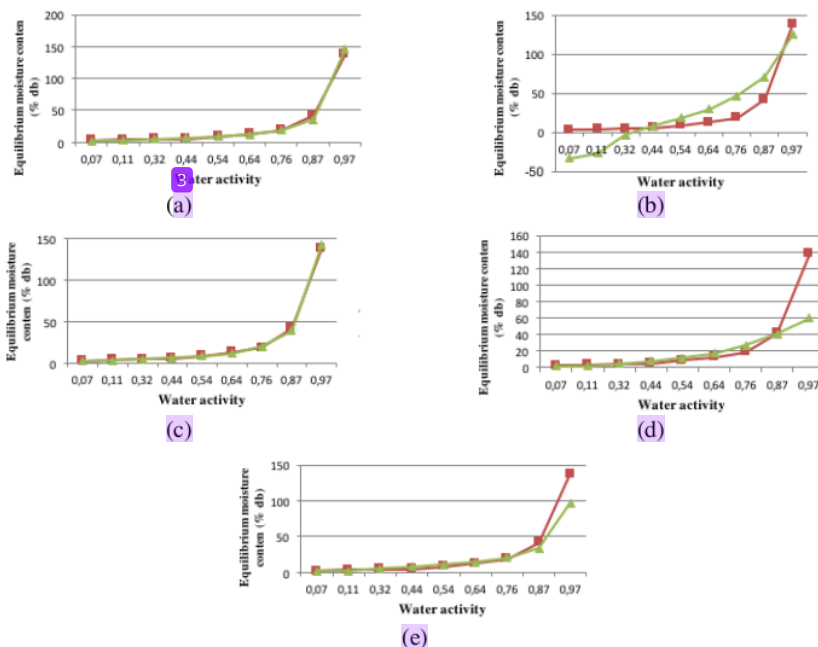 200
150
100
50
0
Equilibrium moisture conten
(% db)
0,07 0,11 0,32 0,44 0,54 0,64 0,76 0,87 0,97
3
Water activity
(a)
150
100
50
0
-50
Equilibrium moisture conten
(% db)
0,07 0,11 0,32 0,44 0,54 0,64 0,76 0,87 0,97
Water activity
(b)
150
100
50
0
Equilibrium moisture
conten (% db)
0,07 0,11 0,32 0,44 0,54 0,64 0,76 0,87 0,97
Water activity
(c)
160
140
120
100
80
60
40
20
0
Equilibrium moisture conten
(% db)
0,07 0,11 0,32 0,44 0,54 0,64 0,76 0,87 0,97
Water activity
(d)
150
100
50
0
Equilibrium moisture
conten (% db)
0,07 0,11 0,32 0,44 0,54 0,64 0,76 0,87 0,97
Water activity
(e)